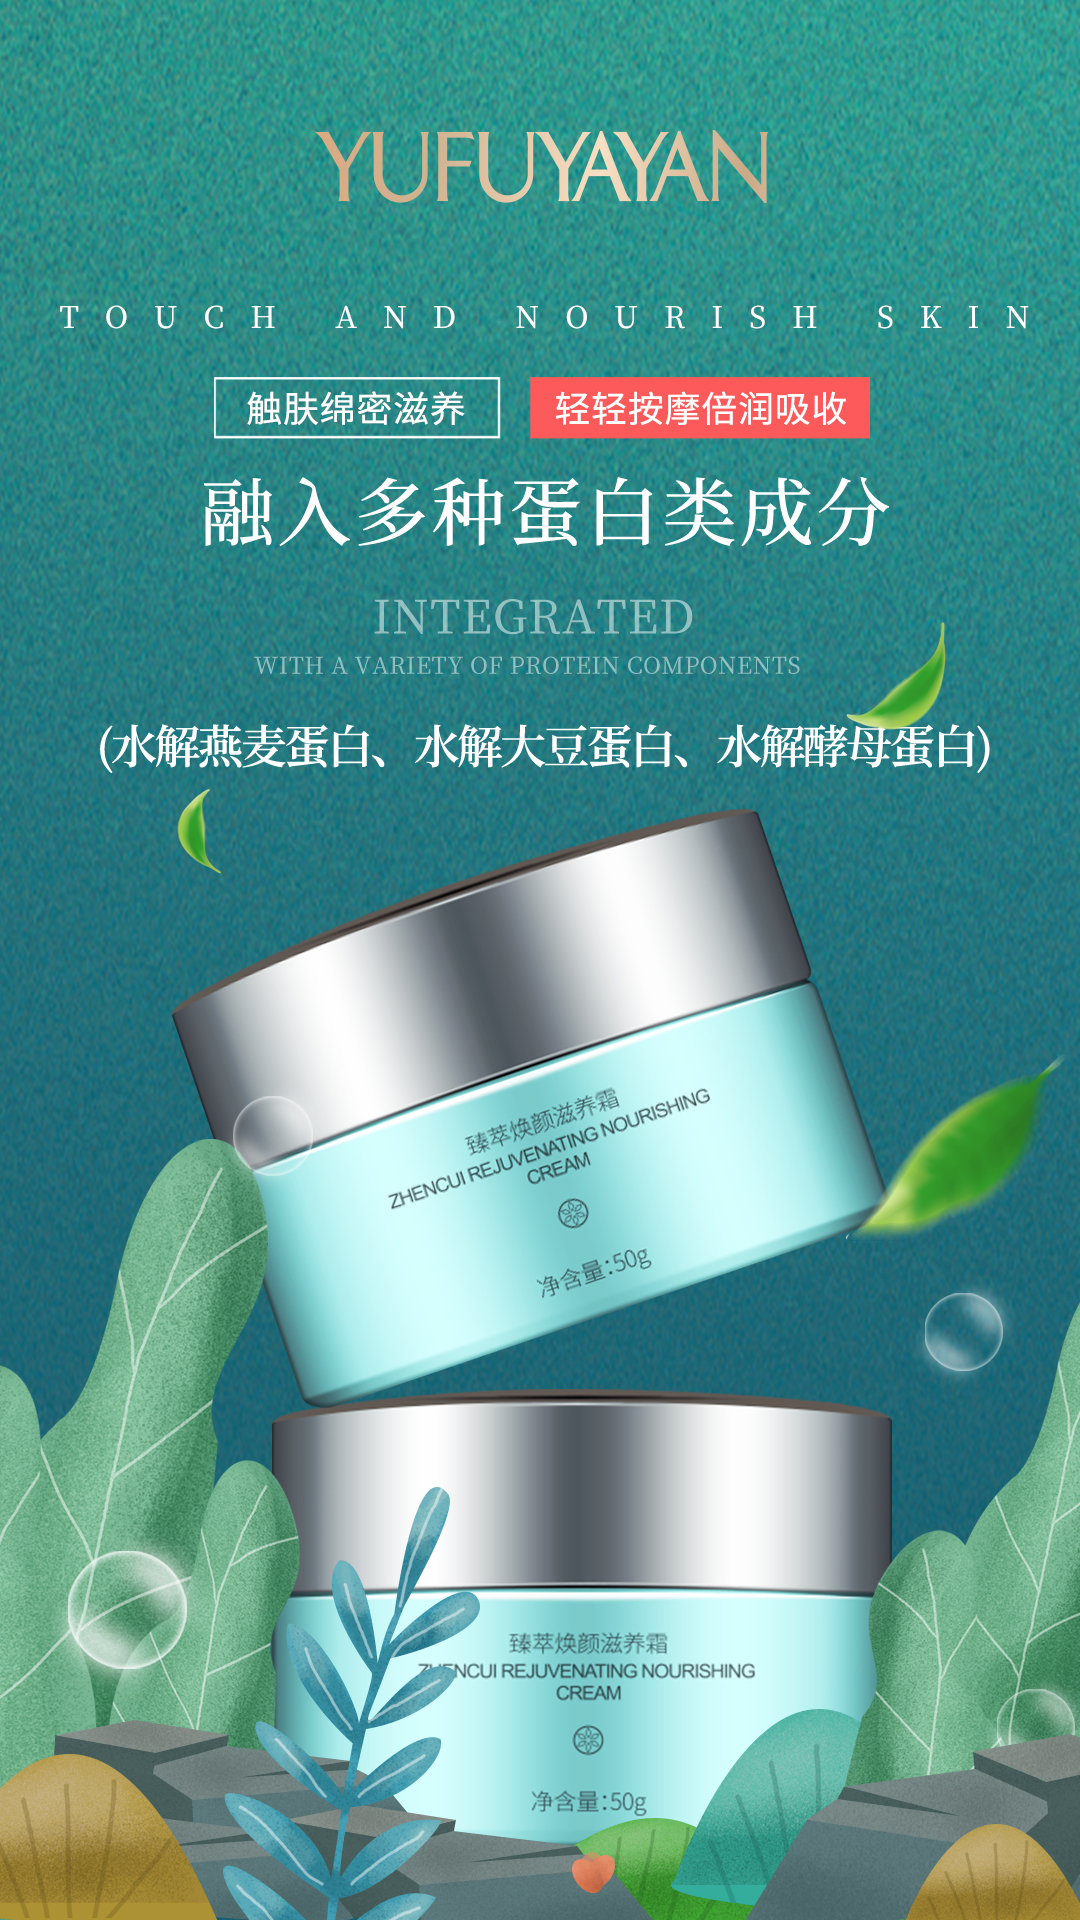 YUFUYAYAN
TOUCH AND NOURISH SKIN
触肤绵密滋养
轻轻按摩倍润吸收
融入多种蛋白类成分
INTEGRATED
WITH A VARIETY OF PROTEIN COMPONENTS
(水解燕麦蛋白、水解大豆蛋白、水解酵母蛋白)
臻萃焕颜滋养霜
ZHENCUI REJUVENATING NOURISHING
CREAM
净含量:50g
臻萃焕颜滋养霜
ZHENCUI REJUVENATING NOURISHING
CREAM
净含量:50g